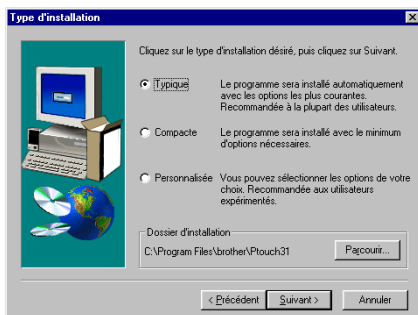 Type d'installation
Cliquez sur le type d'installation désiré, puis cliquez sur Suivant.
Typique
Le programme sera installé automatiquement
avec les options les plus courantes.
Recommandée à la plupart des utilisateurs.
Compacte
Le programme sera installé avec le minimum
d'options nécessaires.
Personnalisée
Vous pouvez sélectionner les options de votre
choix. Recommandée aux utilisateurs
expérimentés.
Dossier d'installation
C:\Program Files\brother\Ptouch31
Parcourir...
< Précédent
Suivant >
Annuler